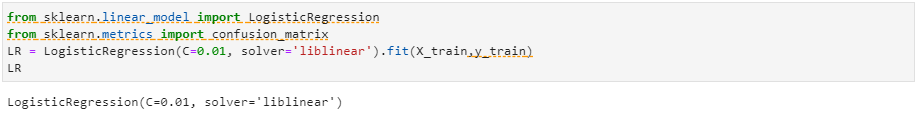 from sklearn.linear_model import LogisticRegression
from sklearn.metrics import confusion_matrix
LR = LogisticRegression(C=0.01, solver='liblinear').fit(X_train,y_train)
LR
LogisticRegression(C=0.01, solver='liblinear')